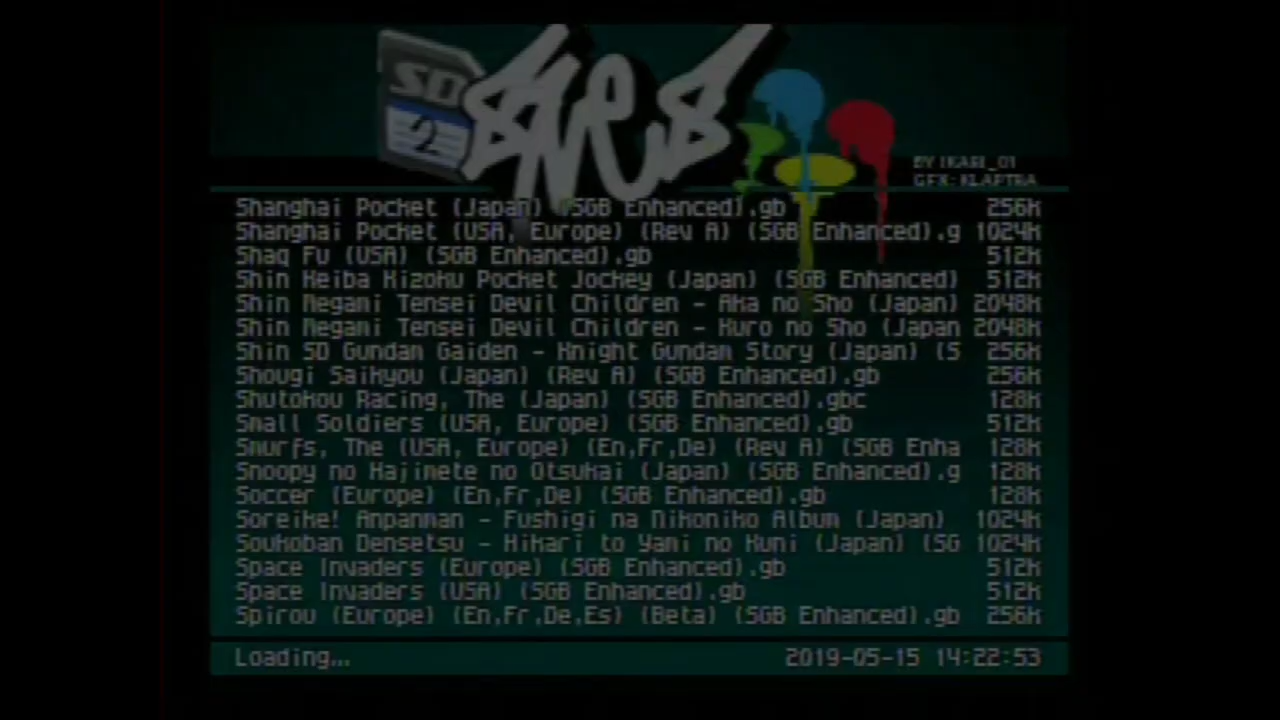 SD
2
snes
BY IKARI_01
GFX: KLAPTRA
Shanghai Pocket (Japan) (SGB Enhanced).gb 256k
Shanghai Pocket (USA, Europe) (Rev A) (SGB Enhanced).g 1024k
Shaq Fu (USA) (SGB Enhanced).gb 512k
Shin Keiba Kizoku Pocket Jockey (Japan) (SGB Enhanced) 512k
Shin Megami Tensei Devil Children - Aka no Sho (Japan) 2048k
Shin Megami Tensei Devil Children - Kuro no Sho (Japan 2048k
Shin SD Gundam Gaiden - Knight Gundam Story (Japan) (S 256k
Shougi Saikyou (Japan) (Rev A) (SGB Enhanced).gb 256k
Shutokou Racing, The (Japan) (SGB Enhanced).gbc 128k
Small Soldiers (USA, Europe) (SGB Enhanced).gb 512k
Smurfs, The (USA, Europe) (En,Fr,De) (Rev A) (SGB Enha 128k
Snoopy no Hajimete no Otsukai (Japan) (SGB Enhanced).g 128k
Soccer (Europe) (En,Fr,De) (SGB Enhanced).gb 128k
Soreike! Anpanman - Fushigi na Nikoniko Album (Japan) 1024k
Soukoban Densetsu - Hikari to Yami no Kuni (Japan) (SG 1024k
Space Invaders (Europe) (SGB Enhanced).gb 512k
Space Invaders (USA) (SGB Enhanced).gb 512k
Spirou (Europe) (En,Fr,De,Es) (Beta) (SGB Enhanced).gb 256k
Loading... 2019-05-15 14:22:53